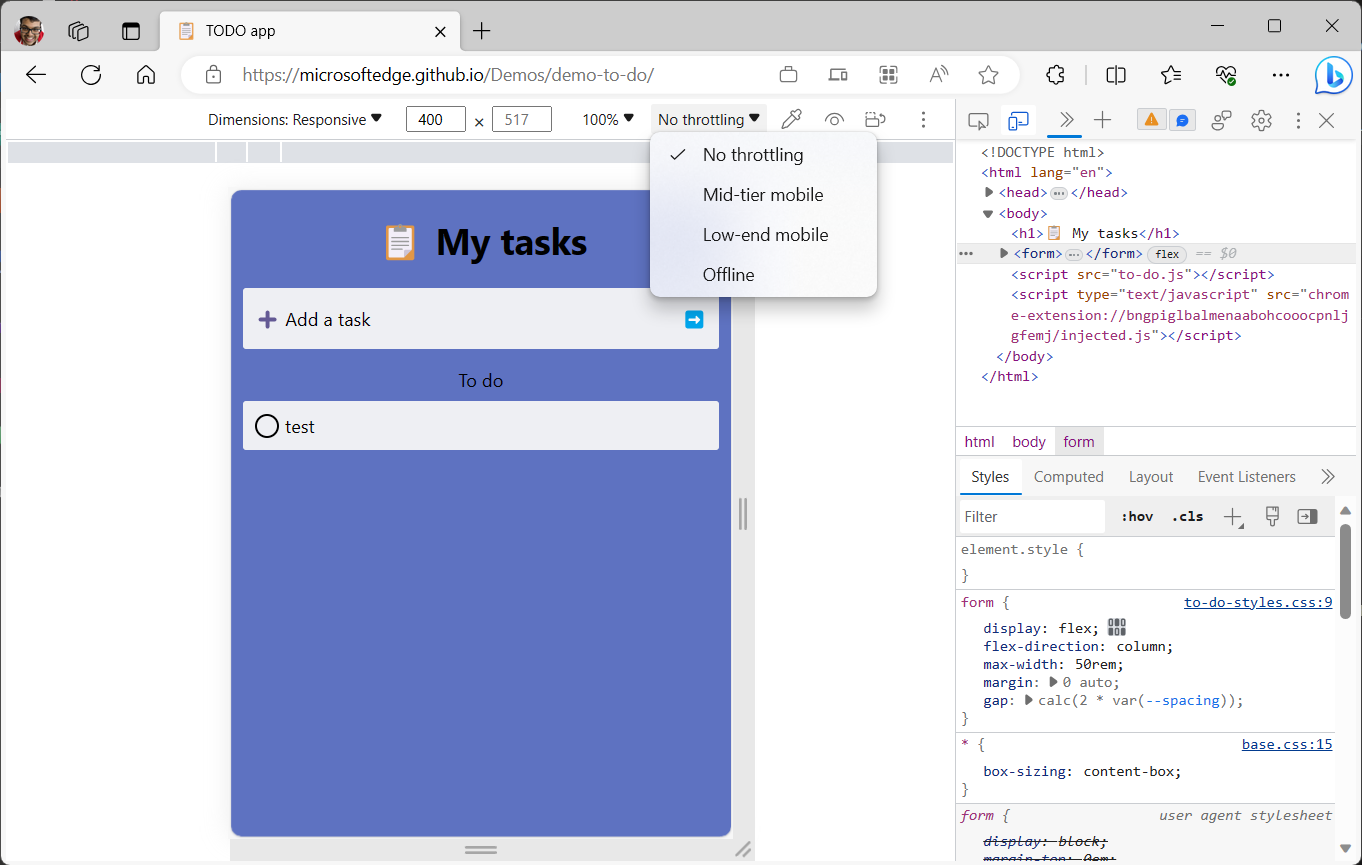 TODO app
https://microsoftedge.github.io/Demos/demo-to-do/
Dimensions: Responsive 400 × 517 100% No throttling
No throttling
Mid-tier mobile
Low-end mobile
Offline
My tasks
Add a task
To do
test
<!DOCTYPE html>
<html lang="en">
<head> ••• </head>
<body>
<h1>📋 My tasks</h1>
••• <form> ••• </form> flex == $0
<script src="to-do.js"></script>
<script type="text/javascript" src="chrom
e-extension://bngpiglbalmenaabohcooocpnlj
gfemj/injected.js"></script>
</body>
</html>
html body form
Styles Computed Layout Event Listeners
Filter :hov .cls
element.style {
}
form { to-do-styles.css:9
display: flex;
flex-direction: column;
max-width: 50rem;
margin: 0 auto;
gap: calc(2 * var(--spacing));
}
* { base.css:15
box-sizing: content-box;
}
form { user agent stylesheet
display: block;
margin-top: 0em;